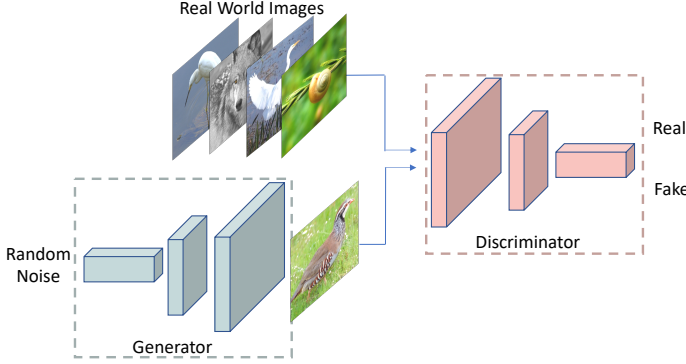 Real World Images
Real
Fake
Discriminator
Random
Noise
Generator